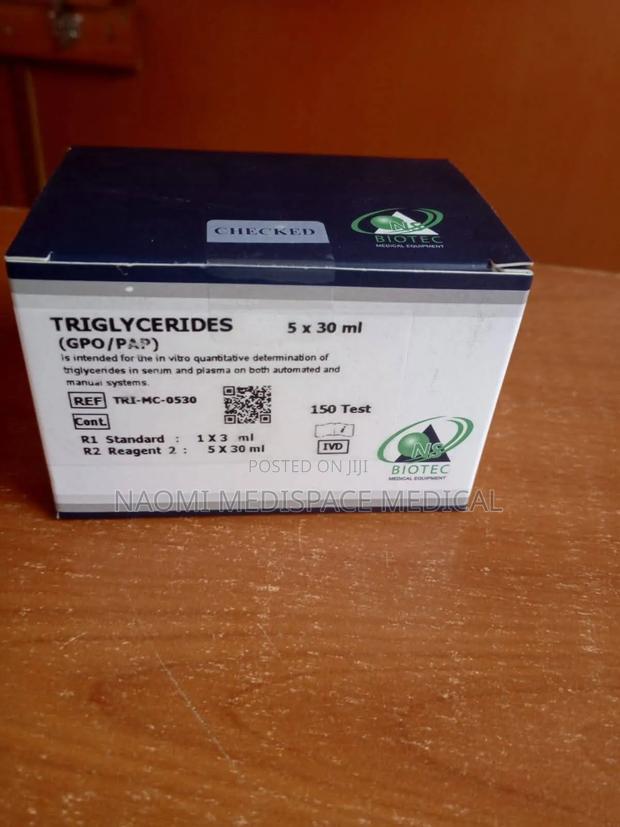 CHECKED
NS
BIOTEC
MEDICAL EQUIPMENT
TRIGLYCERIDES 5 x 30 ml
(GPO/PAP)
is intended for the in vitro quantitative determination of
triglycerides in serum and plasma on both automated and
manual systems.
REF TRI-MC-0530
150 Test
Cont.
R1 Standard : 1 X 3 ml
R2 Reagent 2 : 5 X 30 ml
IVD
NS
BIOTEC
MEDICAL EQUIPMENT
POSTED ON JIJI
NAOMI MEDISPACE MEDICAL